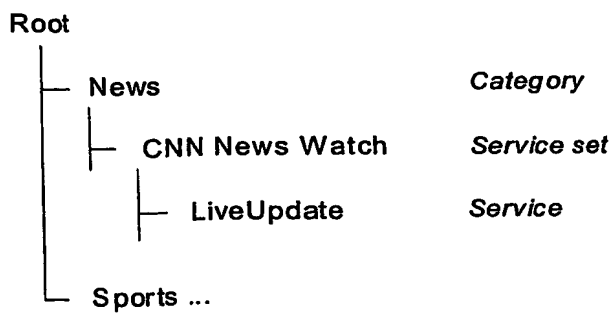 Root
News Category
CNN News Watch Service set
LiveUpdate Service
Sports ...